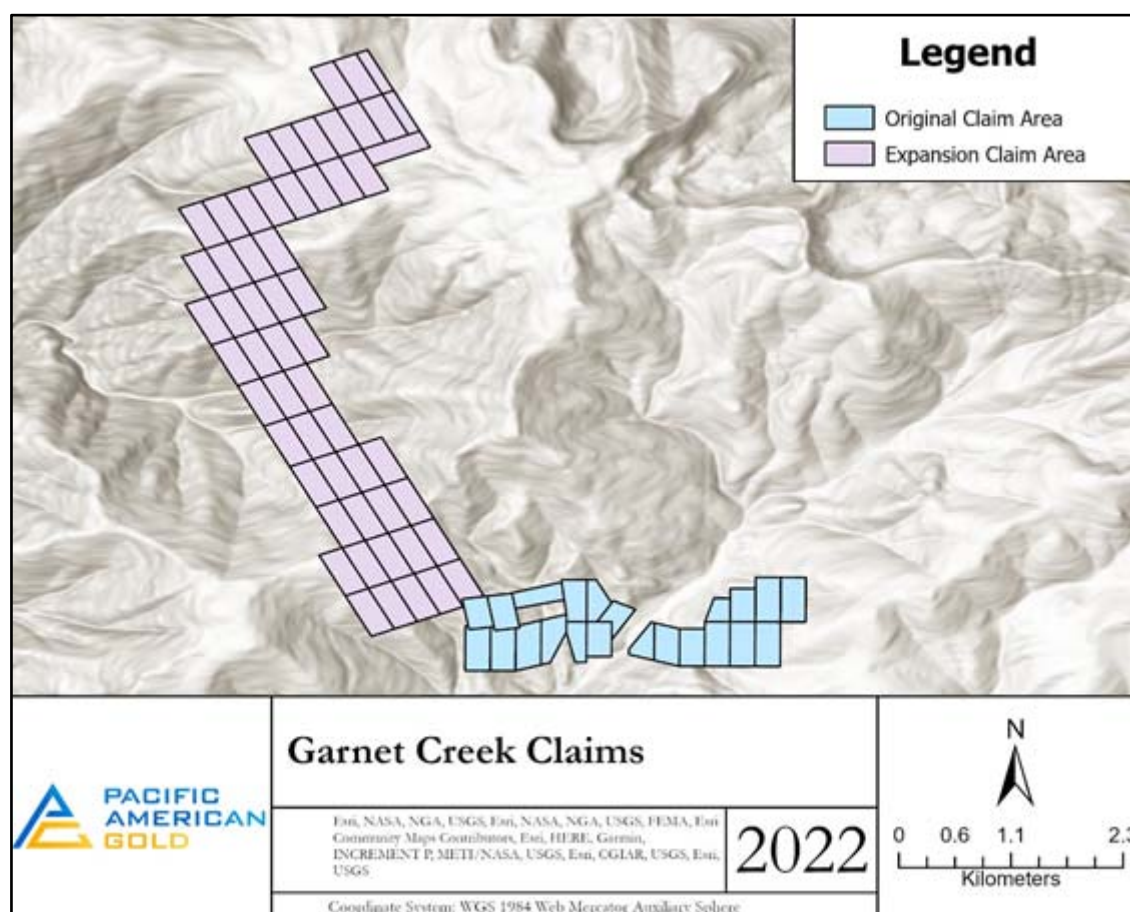 Legend
Original Claim Area
Expansion Claim Area
Garnet Creek Claims
PACIFIC
AMERICAN
GOLD
Esri, NASA, NGA, USGS, Esri, NASA, NGA, USGS, FEMA, Esri
Community Maps Contributors, Esri, HERE, Garmin,
INCREMENT P, METI/NASA, USGS, Esri, CGIAR, USGS, Esri,
USGS
2022
Coordinate System: WGS 1984 Web Mercator Auxiliary Sphere
N
0 0.6 1.1 2.3
Kilometers